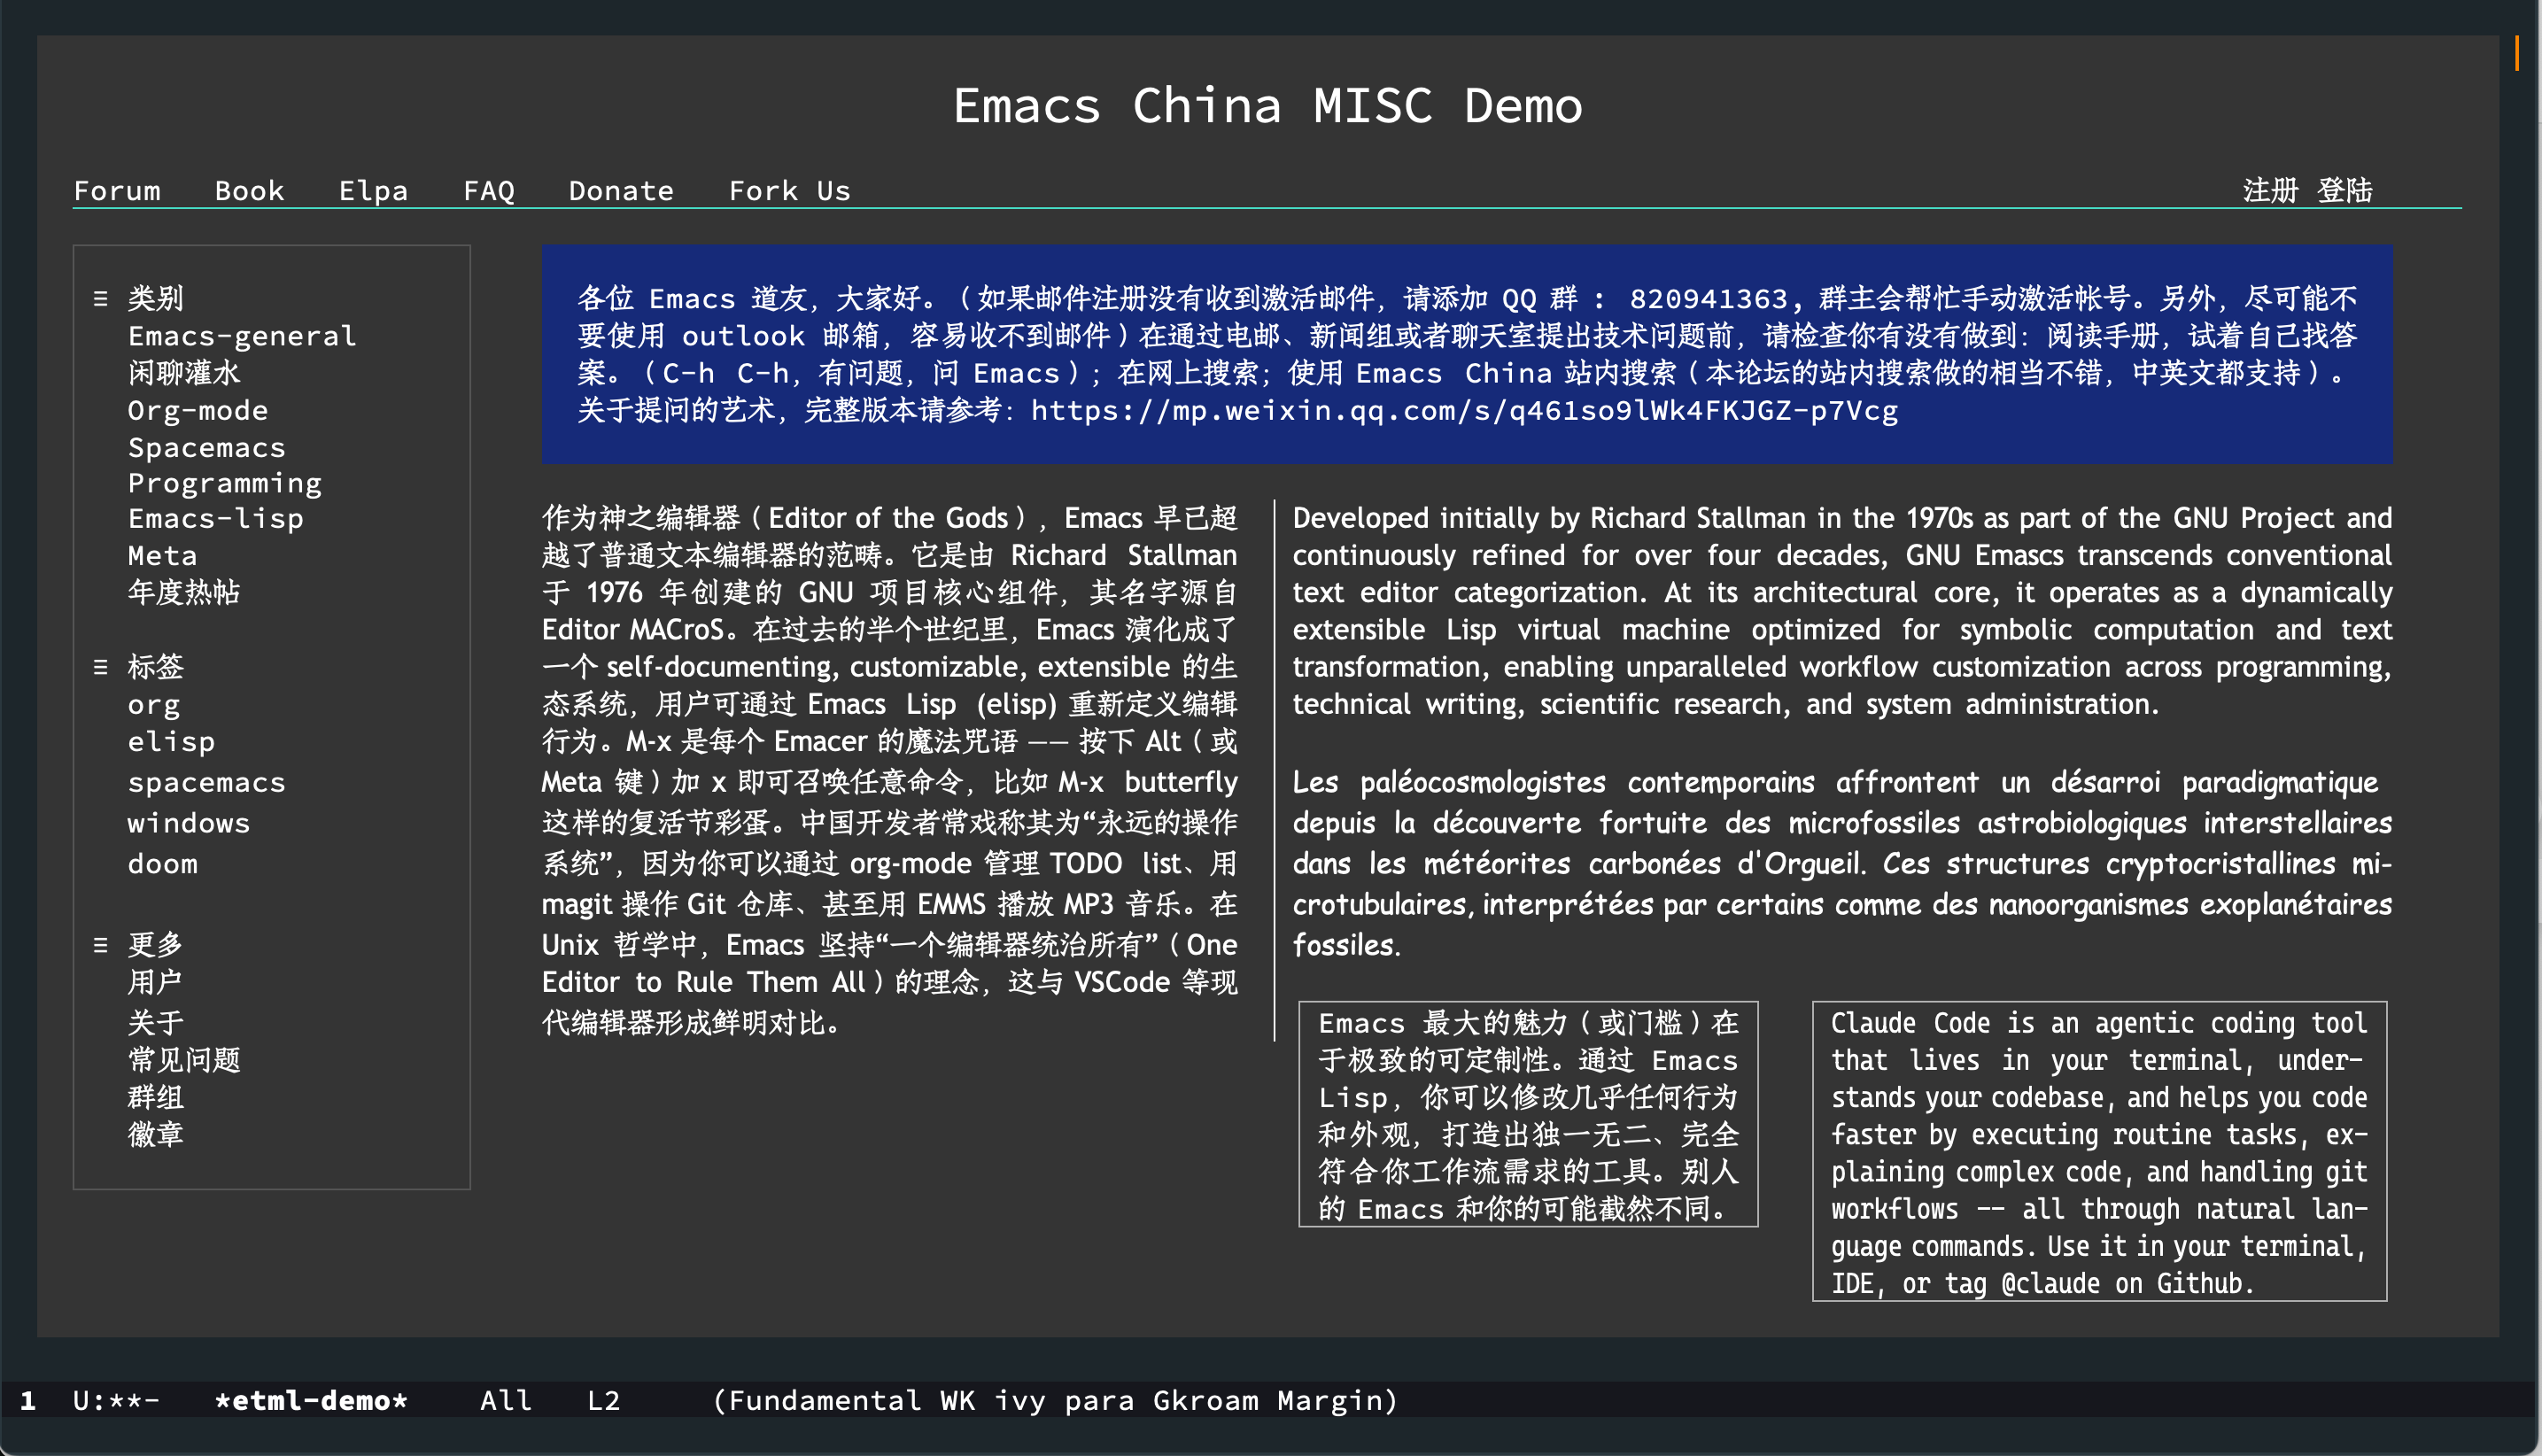 Emacs China MISC Demo
Forum Book Elpa FAQ Donate Fork Us 注册 登陆
≡ 类别
Emacs-general
闲聊灌水
Org-mode
Spacemacs
Programming
Emacs-lisp
Meta
年度热帖
≡ 标签
org
elisp
spacemacs
windows
doom
≡ 更多
用户
关于
常见问题
群组
徽章
各位 Emacs 道友，大家好。（如果邮件注册没有收到激活邮件，请添加 QQ 群 : 820941363, 群主会帮忙手动激活帐号。另外，尽可能不
要使用 outlook 邮箱，容易收不到邮件）在通过电邮、新闻组或者聊天室提出技术问题前，请检查你有没有做到：阅读手册，试着自己找答
案。（C-h C-h，有问题，问 Emacs）；在网上搜索；使用 Emacs China 站内搜索（本论坛的站内搜索做的相当不错，中英文都支持）。
关于提问的艺术，完整版本请参考：https://mp.weixin.qq.com/s/q461so9lWk4FKJGZ-p7Vcg
作为神之编辑器（Editor of the Gods），Emacs 早已超
越了普通文本编辑器的范畴。它是由 Richard Stallman
于 1976 年创建的 GNU 项目核心组件，其名字源自
Editor MACroS。在过去的半个世纪里，Emacs 演化成了
一个 self-documenting, customizable, extensible 的生
态系统，用户可通过 Emacs Lisp (elisp) 重新定义编辑
行为。M-x 是每个 Emacer 的魔法咒语 —— 按下 Alt（或
Meta 键）加 x 即可召唤任意命令，比如 M-x butterfly
这样的复活节彩蛋。中国开发者常戏称其为“永远的操作
系统”，因为你可以通过 org-mode 管理 TODO list、用
magit 操作 Git 仓库、甚至用 EMMS 播放 MP3 音乐。在
Unix 哲学中，Emacs 坚持“一个编辑器统治所有”（One
Editor to Rule Them All）的理念，这与 VSCode 等现
代编辑器形成鲜明对比。
Developed initially by Richard Stallman in the 1970s as part of the GNU Project and
continuously refined for over four decades, GNU Emascs transcends conventional
text editor categorization. At its architectural core, it operates as a dynamically
extensible Lisp virtual machine optimized for symbolic computation and text
transformation, enabling unparalleled workflow customization across programming,
technical writing, scientific research, and system administration.
Les paléocosmologistes contemporains affrontent un désarroi paradigmatique
depuis la découverte fortuite des microfossiles astrobiologiques interstellaires
dans les météorites carbonées d'Orgueil. Ces structures cryptocristallines mi-
crotubulaires, interprétées par certains comme des nanoorganismes exoplanétaires
fossiles.
Emacs 最大的魅力（或门槛）在
于极致的可定制性。通过 Emacs
Lisp，你可以修改几乎任何行为
和外观，打造出独一无二、完全
符合你工作流需求的工具。别人
的 Emacs 和你的可能截然不同。
Claude Code is an agentic coding tool
that lives in your terminal, under-
stands your codebase, and helps you code
faster by executing routine tasks, ex-
plaining complex code, and handling git
workflows -- all through natural lan-
guage commands. Use it in your terminal,
IDE, or tag @claude on Github.
1 U:**- *etml-demo* All L2 (Fundamental WK ivy para Gkroam Margin)